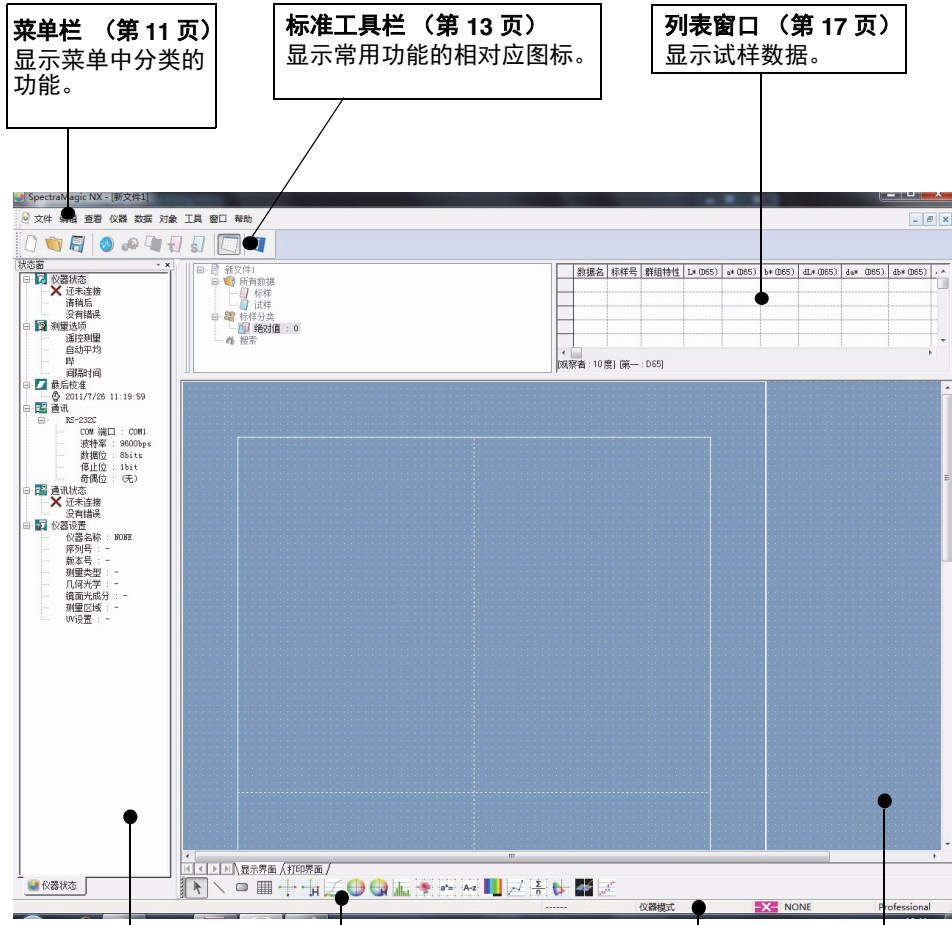 菜单栏 （第 11 页）
显示菜单中分类的
功能。
标准工具栏 （第 13 页）
显示常用功能的相对应图标。
列表窗口 （第 17 页）
显示试样数据。
SpectraMagic NX - [新文件1]
文件 编辑 查看 仪器 数据 对象 工具 窗口 帮助
状态窗
仪器状态
还未连接
请稍后
没有错误
测量选项
遥控测量
自动平均
哔
间隔时间
最后校准
2011/7/26 11:19:59
通讯
RS-232C
COM 端口 : COM1
波特率 : 9600bps
数据位 : 8bits
停止位 : 1bit
奇偶位 : (无)
通讯状态
还未连接
没有错误
仪器设置
仪器名称 : NONE
序列号 : -
版本号 : -
测量类型 : -
几何光学 : -
镜面光成分 : -
测量区域 : -
UV设置 : -
仪器状态
新文件1
所有数据
标样
试样
标样分类
绝对值 : 0
搜索
数据名 标样号 群组特性 L*(D65) a*(D65) b*(D65) dL*(D65) da* (D65) db*(D65)
[观察者 : 10度] [第一 : D65]
显示界面 打印界面
a*= A-z Σ n
------ 仪器模式 NONE Professional